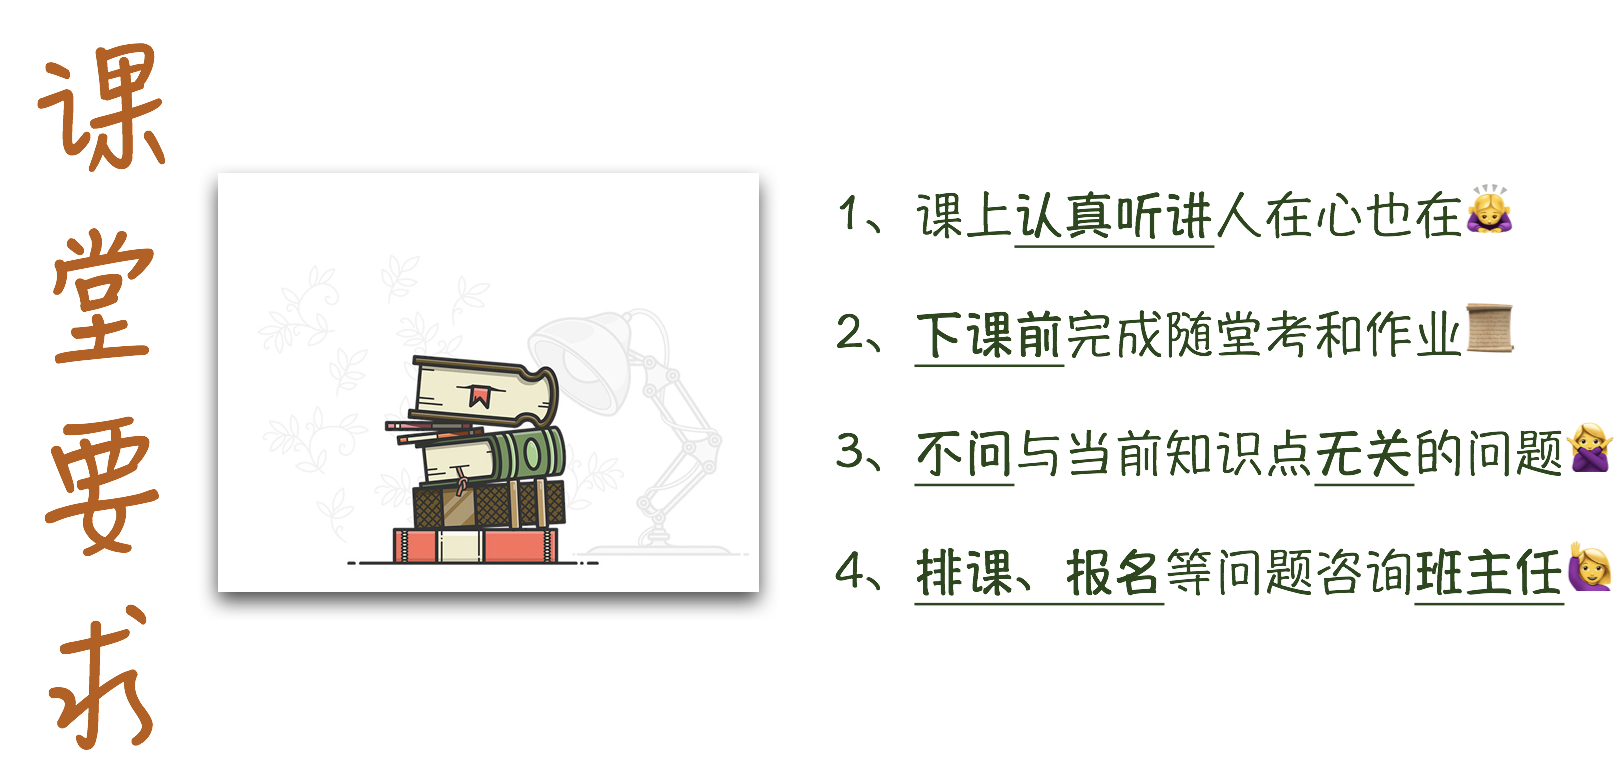 课堂要求
1、课上认真听讲人在心也在🙇‍♀️
2、下课前完成随堂考和作业📜
3、不问与当前知识点无关的问题🙅‍♀️
4、排课、报名等问题咨询班主任🙋‍♀️